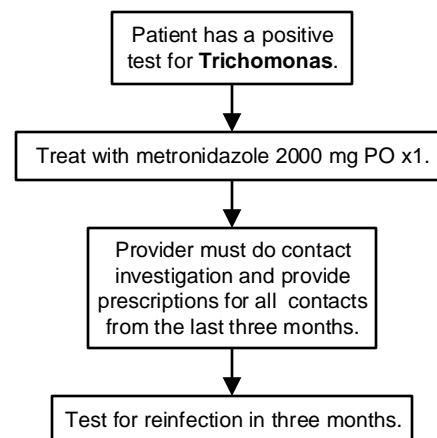 Patient has a positive
test for Trichomonas.
Treat with metronidazole 2000 mg PO x1.
Provider must do contact
investigation and provide
prescriptions for all contacts
from the last three months.
Test for reinfection in three months.